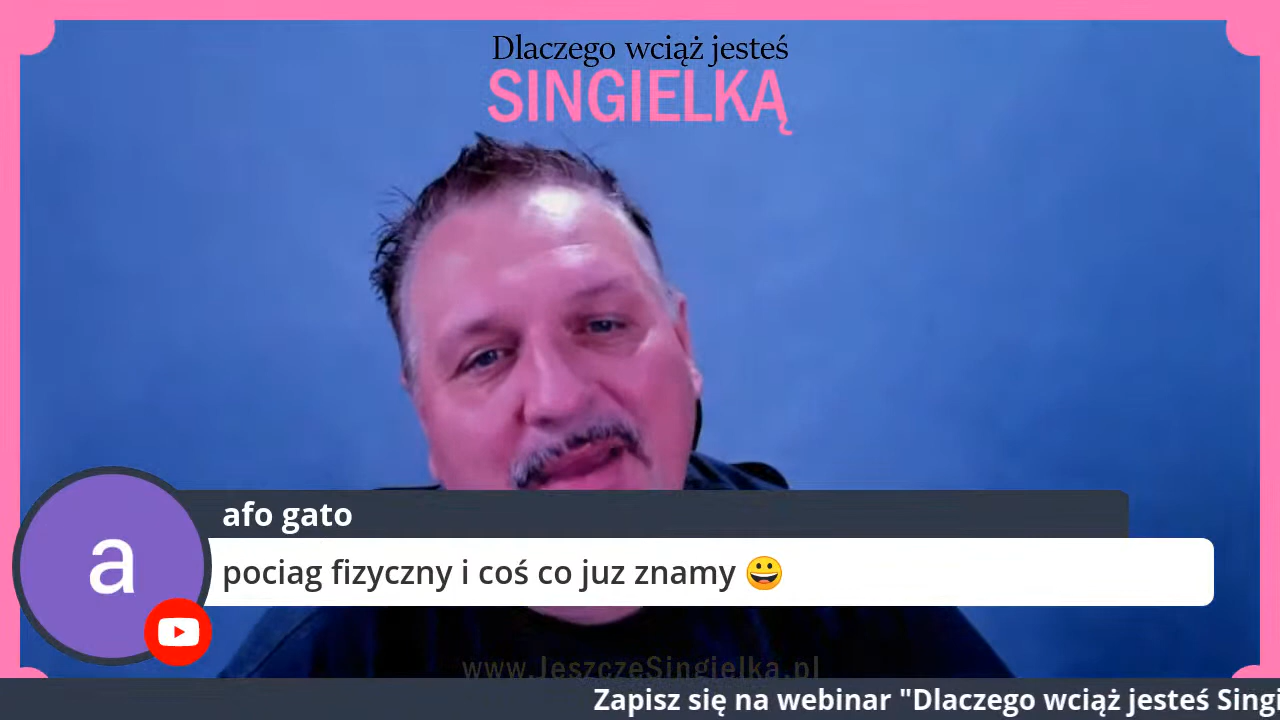 Dlaczego wciąż jesteś
SINGIELKĄ
afo gato
a
pociag fizyczny i coś co juz znamy 😀
www.JeszczeSingielka.pl
Zapisz się na webinar "Dlaczego wciąż jesteś Singi